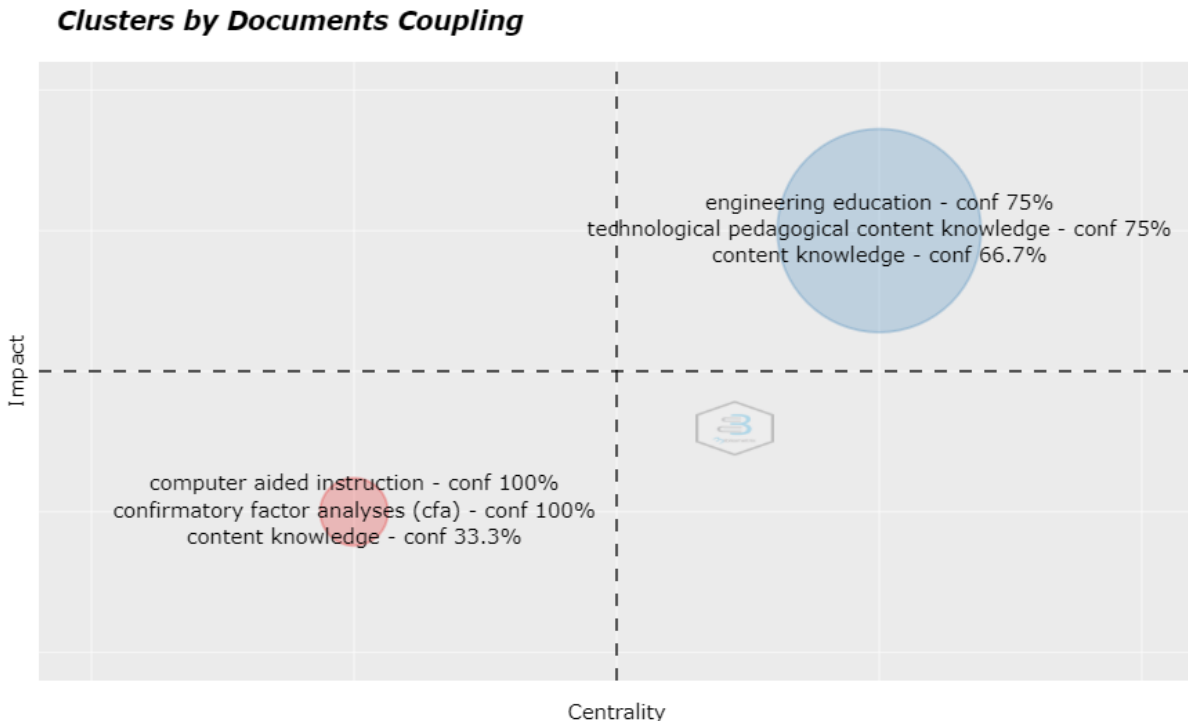 Clusters by Documents Coupling
engineering education - conf 75%
technological pedagogical content knowledge - conf 75%
content knowledge - conf 66.7%
Impact
computer aided instruction - conf 100%
confirmatory factor analyses (cfa) - conf 100%
content knowledge - conf 33.3%
Centrality